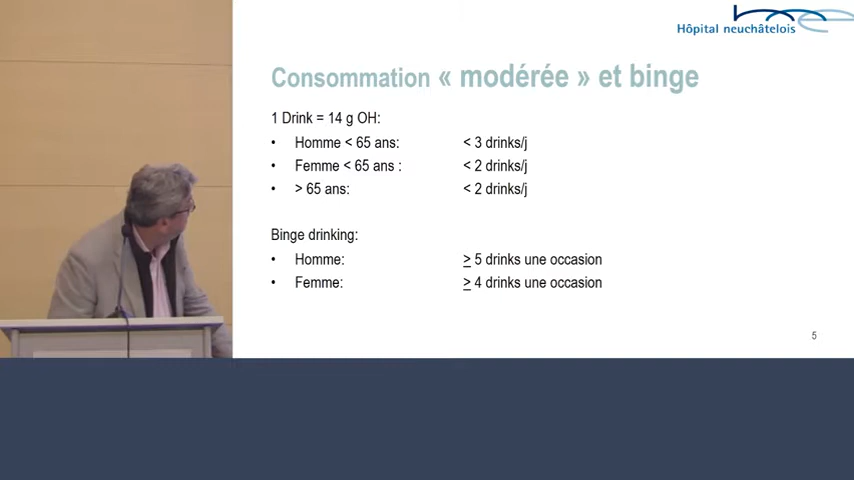 Hôpital neuchâtelois
Consommation « modérée » et binge
1 Drink = 14 g OH:
• Homme < 65 ans: < 3 drinks/j
• Femme < 65 ans : < 2 drinks/j
• > 65 ans: < 2 drinks/j
Binge drinking:
• Homme: ≥ 5 drinks une occasion
• Femme: ≥ 4 drinks une occasion
5